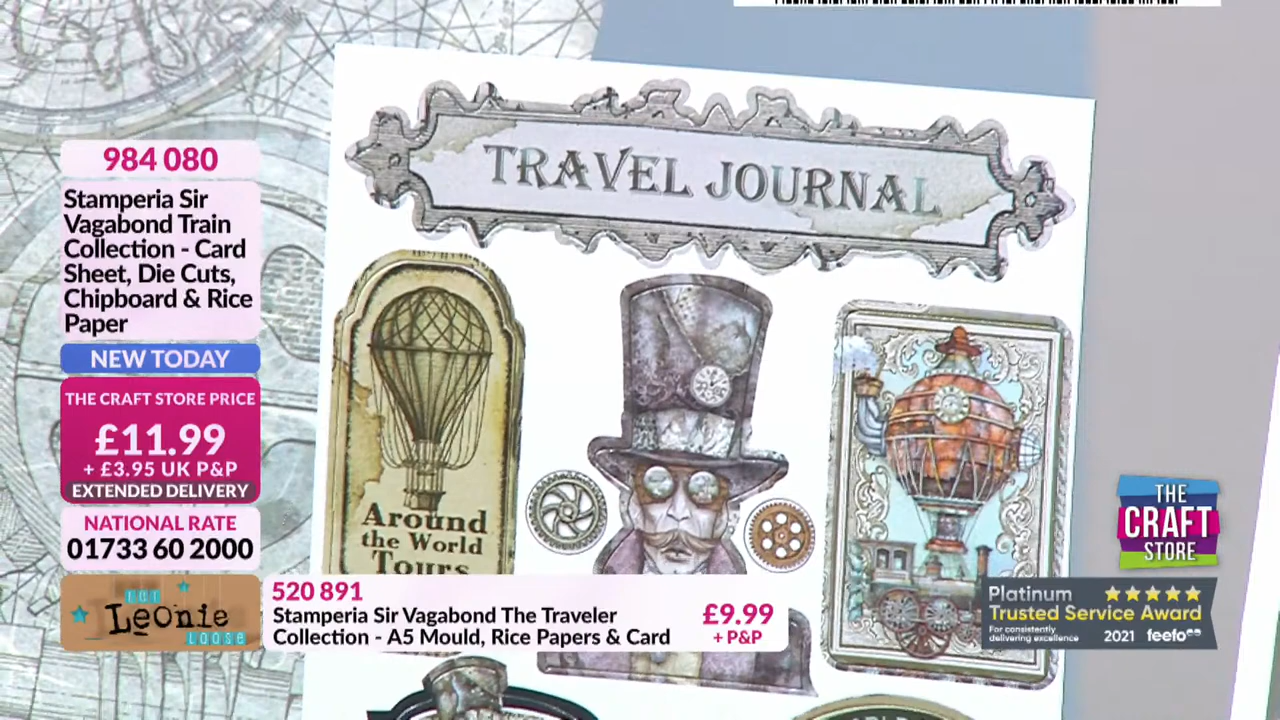 TRAVEL JOURNAL
984 080
Stamperia Sir
Vagabond Train
Collection - Card
Sheet, Die Cuts,
Chipboard & Rice
Paper
NEW TODAY
THE CRAFT STORE PRICE
£11.99
+ £3.95 UK P&P
EXTENDED DELIVERY
NATIONAL RATE
01733 60 2000
Around
the World
Tours
LET
Leonie
LOOSE
520 891
Stamperia Sir Vagabond The Traveler
Collection - A5 Mould, Rice Papers & Card
£9.99
+ P&P
THE
CRAFT
STORE
Platinum
Trusted Service Award
For consistently
delivering excellence
2021 feefo